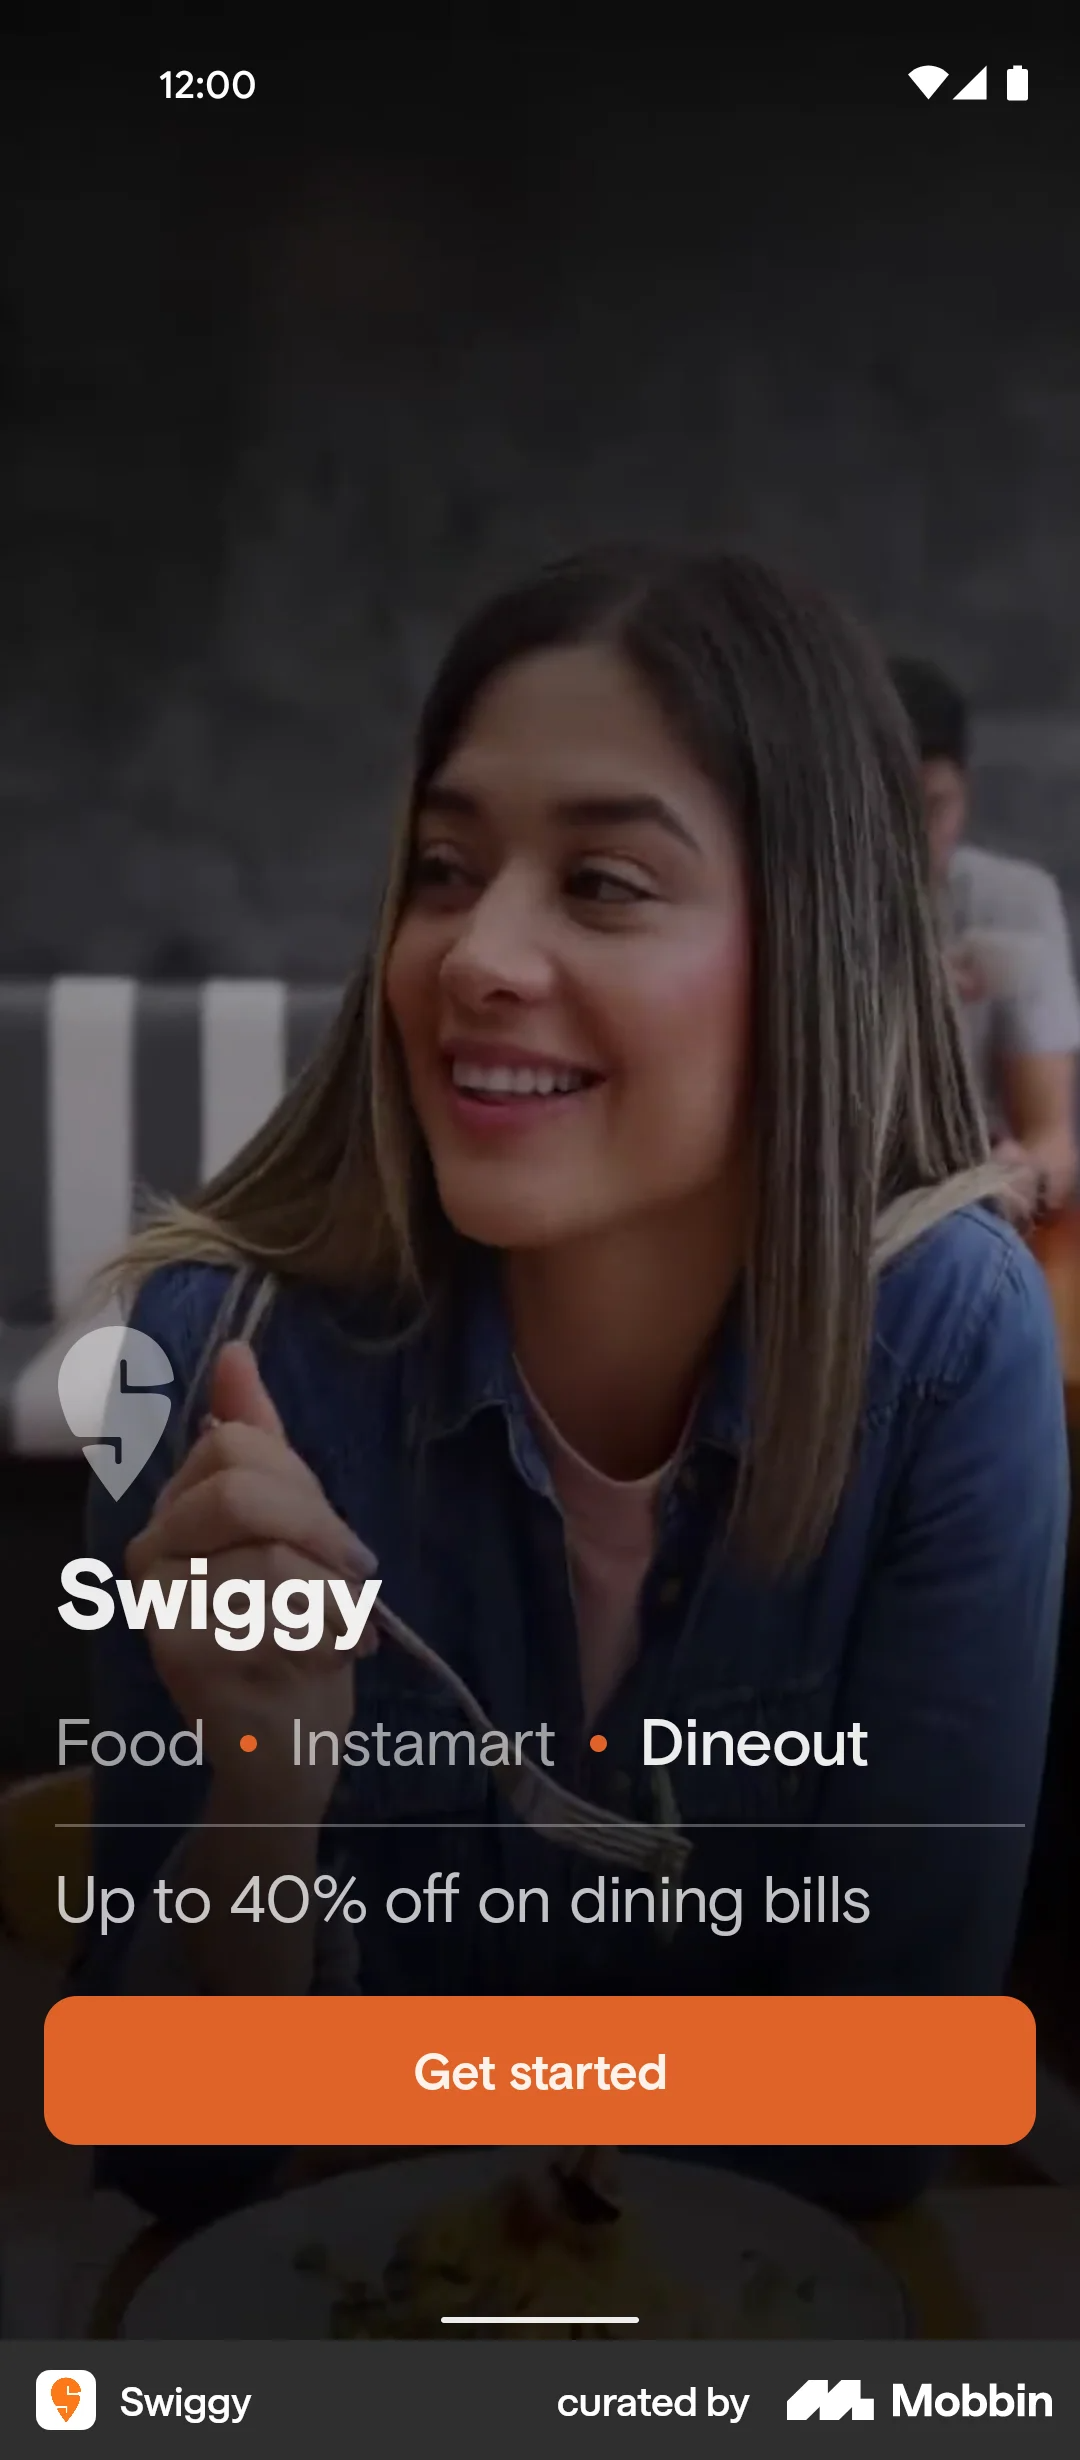 12:00
Swiggy
Food • Instamart • Dineout
Up to 40% off on dining bills
Get started
Swiggy
curated by Mobbin